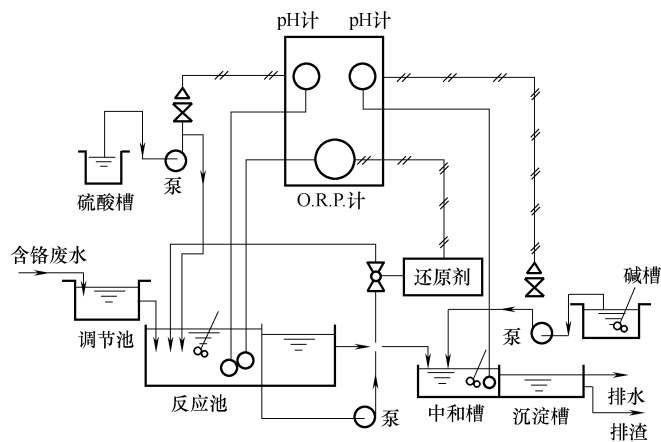 pH计
pH计
泵
硫酸槽
O.R.P.计
含铬废水
还原剂
碱槽
调节池
泵
反应池
泵
中和槽
沉淀槽
排水
排渣